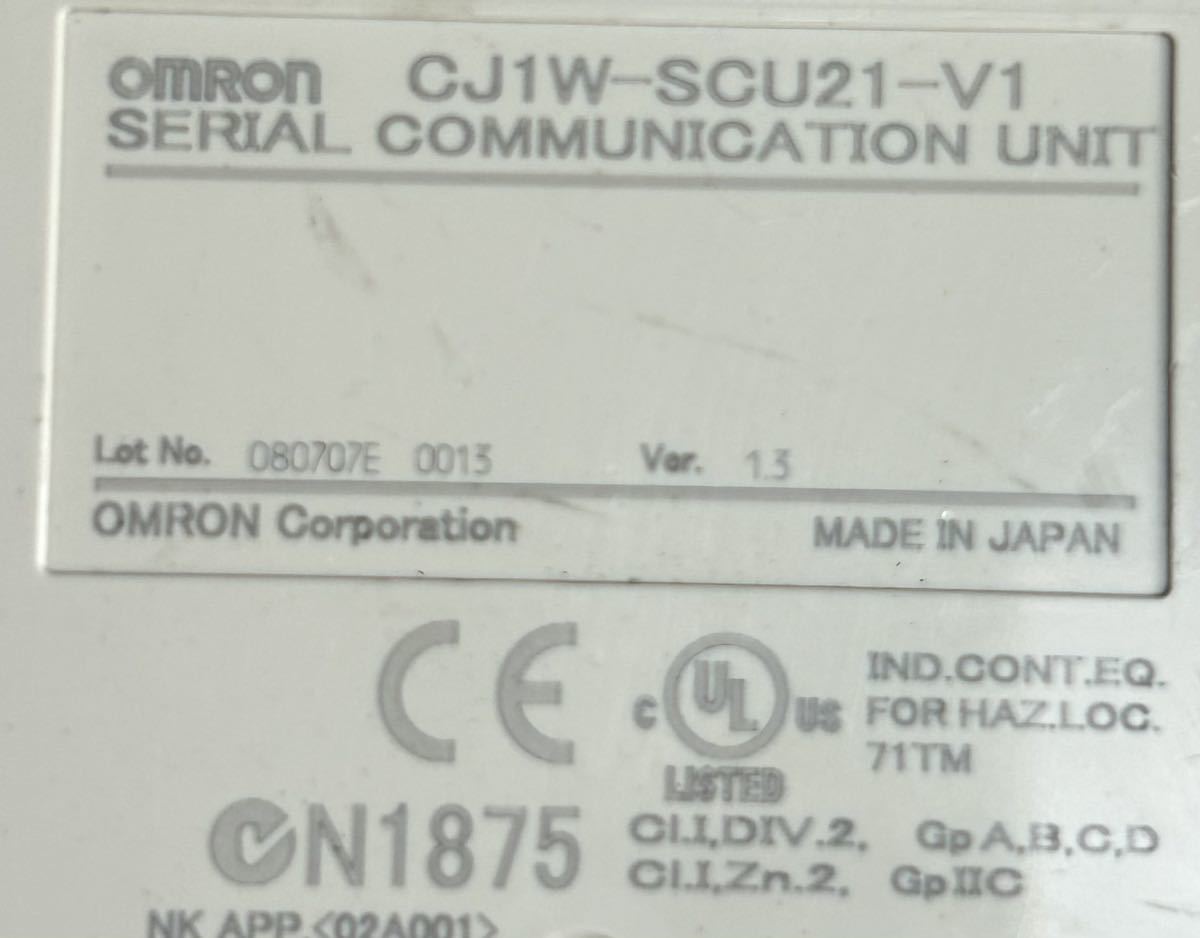 OMRON CJ1W-SCU21-V1
SERIAL COMMUNICATION UNIT
Lot No. 080707E 0013 Ver. 1.3
OMRON Corporation MADE IN JAPAN
CE
C UL US
LISTED
IND.CONT.EQ.
FOR HAZ.LOC.
71TM
N1875
Cl.I,DIV.2, Gp A,B,C,D
Cl.I,Zn.2, Gp IIC
NK APP.<02A001>